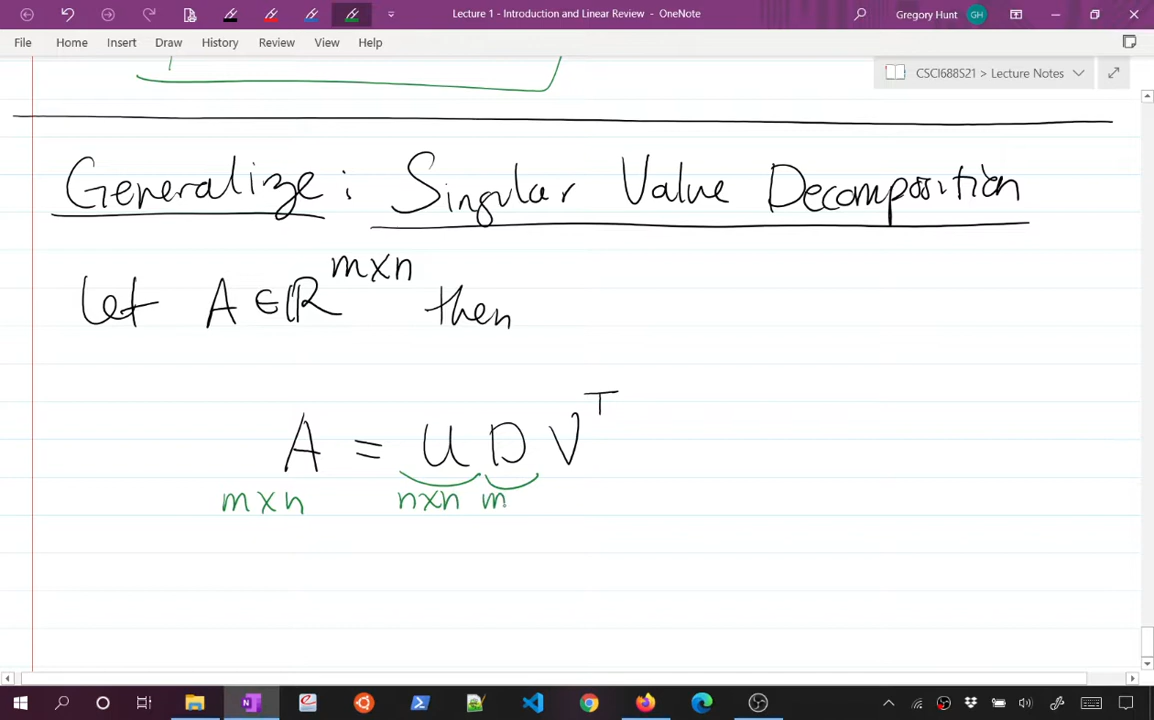 Lecture 1 - Introduction and Linear Review - OneNote
Gregory Hunt GH
File Home Insert Draw History Review View Help
CSCI688S21 > Lecture Notes
Generalize: Singular Value Decomposition
let A ∈ ℝ^{m×n} then
A = U D V^T
m×n n×n m